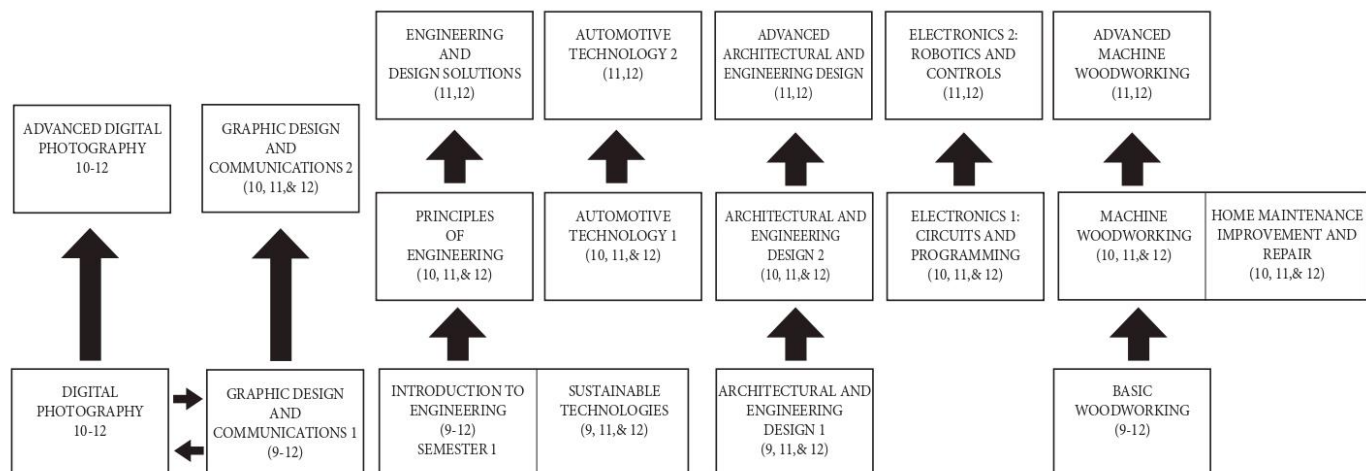 ENGINEERING
AND
DESIGN SOLUTIONS
(11,12)
AUTOMOTIVE
TECHNOLOGY 2
(11,12)
ADVANCED
ARCHITECTURAL AND
ENGINEERING DESIGN
(11,12)
ELECTRONICS 2:
ROBOTICS AND
CONTROLS
(11,12)
ADVANCED
MACHINE
WOODWORKING
(11,12)
ADVANCED DIGITAL
PHOTOGRAPHY
10-12
GRAPHIC DESIGN
AND
COMMUNICATIONS 2
(10, 11,& 12)
PRINCIPLES
OF
ENGINEERING
(10, 11,& 12)
AUTOMOTIVE
TECHNOLOGY 1
(10, 11,& 12)
ARCHITECTURAL AND
ENGINEERING
DESIGN 2
(10, 11,& 12)
ELECTRONICS 1:
CIRCUITS AND
PROGRAMMING
(10, 11,& 12)
MACHINE
WOODWORKING
(10, 11,& 12)
HOME MAINTENANCE
IMPROVEMENT AND
REPAIR
(10, 11,& 12)
DIGITAL
PHOTOGRAPHY
10-12
GRAPHIC DESIGN
AND
COMMUNICATIONS 1
(9-12)
INTRODUCTION TO
ENGINEERING
(9-12)
SEMESTER 1
SUSTAINABLE
TECHNOLOGIES
(9, 11,& 12)
ARCHITECTURAL AND
ENGINEERING
DESIGN 1
(9, 11,& 12)
BASIC
WOODWORKING
(9-12)